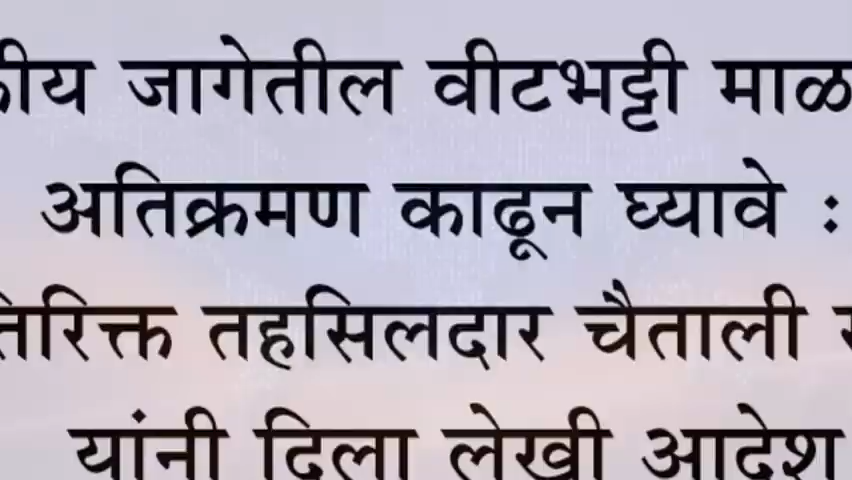 जागेतील वीटभट्टी
अतिक्रमण काढून घ्यावे :
तहसिलदार चैताली
यांनी दिला लेखी आदेश